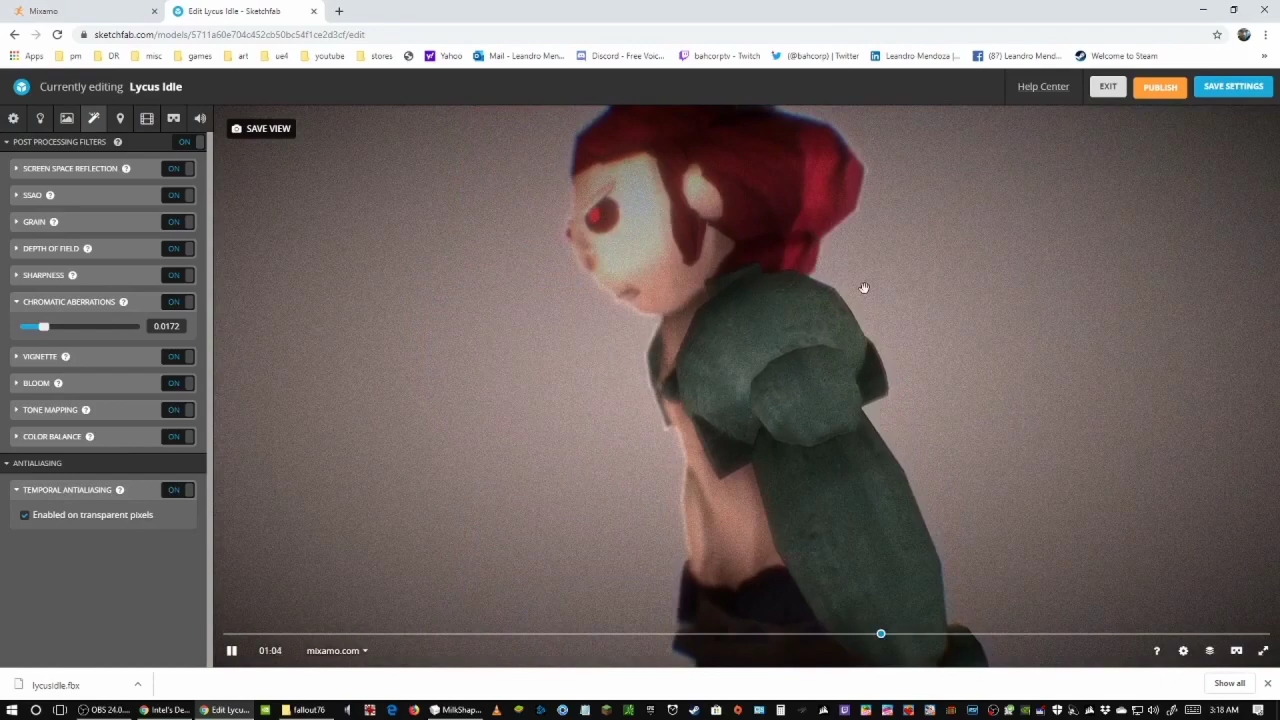 Mixamo
Edit Lycus Idle - Sketchfab
sketchfab.com/models/5711a60e704c452cb50bc54f1ce2d3cf/edit
Apps pm DR misc games art ue4 youtube stores Yahoo Mail - Leandro Men... Discord - Free Voic... bahcorptv - Twitch (@bahcorp) | Twitter Leandro Mendoza |... (87) Leandro Mend... Welcome to Steam
Currently editing Lycus Idle
Help Center EXIT PUBLISH SAVE SETTINGS
SAVE VIEW
POST PROCESSING FILTERS ? ON
SCREEN SPACE REFLECTION ? ON
SSAO ? ON
GRAIN ? ON
DEPTH OF FIELD ? ON
SHARPNESS ? ON
CHROMATIC ABERRATIONS ? ON
0.0172
VIGNETTE ? ON
BLOOM ? ON
TONE MAPPING ? ON
COLOR BALANCE ? ON
ANTIALIASING
TEMPORAL ANTIALIASING ? ON
Enabled on transparent pixels
01:04 mixamo.com ?
lycusIdle.fbx
Show all
OBS 24.0.... Intel's De... Edit Lycu... fallout76 MilkShap... 3:18 AM